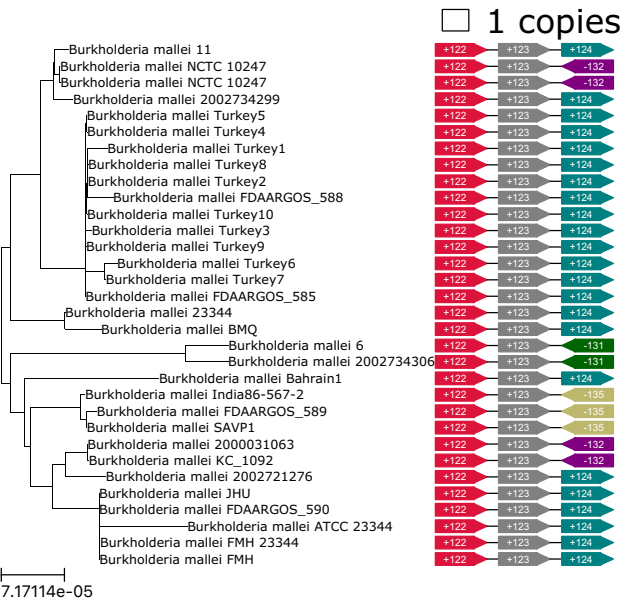 1 copies
Burkholderia mallei 11 +122 +123 +124
Burkholderia mallei NCTC 10247 +122 +123 -132
Burkholderia mallei NCTC 10247 +122 +123 -132
Burkholderia mallei 2002734299 +122 +123 +124
Burkholderia mallei Turkey5 +122 +123 +124
Burkholderia mallei Turkey4 +122 +123 +124
Burkholderia mallei Turkey1 +122 +123 +124
Burkholderia mallei Turkey8 +122 +123 +124
Burkholderia mallei Turkey2 +122 +123 +124
Burkholderia mallei FDAARGOS_588 +122 +123 +124
Burkholderia mallei Turkey10 +122 +123 +124
Burkholderia mallei Turkey3 +122 +123 +124
Burkholderia mallei Turkey9 +122 +123 +124
Burkholderia mallei Turkey6 +122 +123 +124
Burkholderia mallei Turkey7 +122 +123 +124
Burkholderia mallei FDAARGOS_585 +122 +123 +124
Burkholderia mallei 23344 +122 +123 +124
Burkholderia mallei BMQ +122 +123 +124
Burkholderia mallei 6 +122 +123 -131
Burkholderia mallei 2002734306 +122 +123 -131
Burkholderia mallei Bahrain1 +122 +123 +124
Burkholderia mallei India86-567-2 +122 +123 -135
Burkholderia mallei FDAARGOS_589 +122 +123 -135
Burkholderia mallei SAVP1 +122 +123 -135
Burkholderia mallei 2000031063 +122 +123 -132
Burkholderia mallei KC_1092 +122 +123 -132
Burkholderia mallei 2002721276 +122 +123 +124
Burkholderia mallei JHU +122 +123 +124
Burkholderia mallei FDAARGOS_590 +122 +123 +124
Burkholderia mallei ATCC 23344 +122 +123 +124
Burkholderia mallei FMH 23344 +122 +123 +124
Burkholderia mallei FMH +122 +123 +124
7.17114e-05